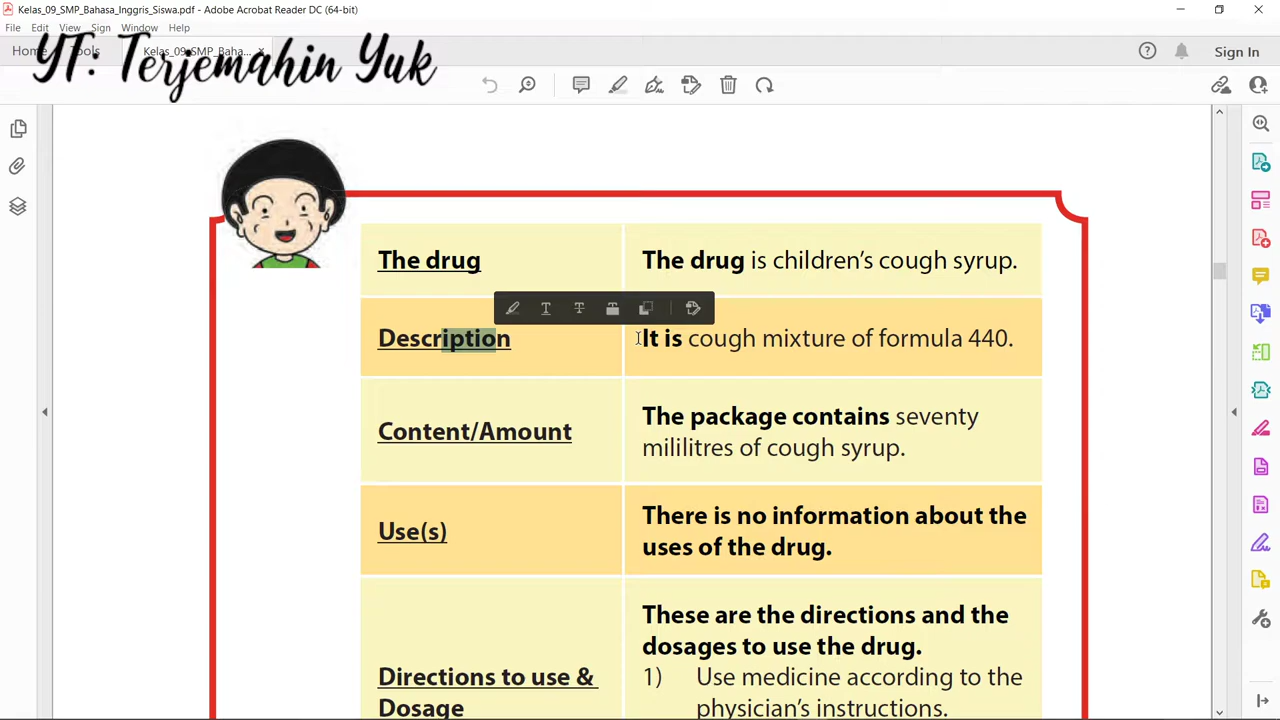 Kelas_09_SMP_Bahasa_Inggris_Siswa.pdf - Adobe Acrobat Reader DC (64-bit)
File Edit View Sign Window Help
Home Tools Kelas_09_SMP_Baha... ×
Sign In
YT: Terjemahin Yuk
The drug
The drug is children's cough syrup.
Description
It is cough mixture of formula 440.
Content/Amount
The package contains seventy
mililitres of cough syrup.
Use(s)
There is no information about the
uses of the drug.
Directions to use &
Dosage
These are the directions and the
dosages to use the drug.
1) Use medicine according to the
physician's instructions.